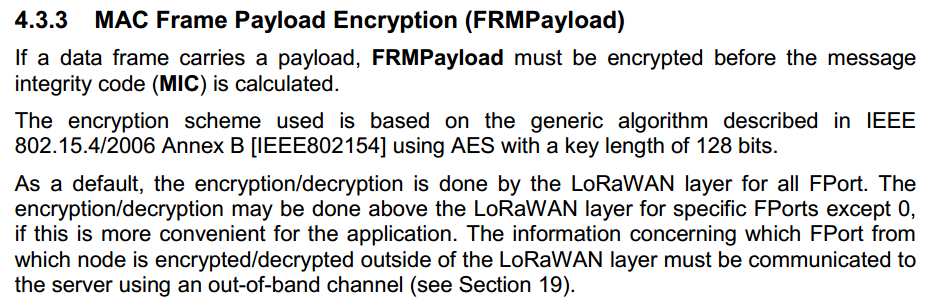 4.3.3 MAC Frame Payload Encryption (FRMPayload)
If a data frame carries a payload, FRMPayload must be encrypted before the message
integrity code (MIC) is calculated.
The encryption scheme used is based on the generic algorithm described in IEEE
802.15.4/2006 Annex B [IEEE802154] using AES with a key length of 128 bits.
As a default, the encryption/decryption is done by the LoRaWAN layer for all FPort. The
encryption/decryption may be done above the LoRaWAN layer for specific FPorts except 0,
if this is more convenient for the application. The information concerning which FPort from
which node is encrypted/decrypted outside of the LoRaWAN layer must be communicated to
the server using an out-of-band channel (see Section 19).